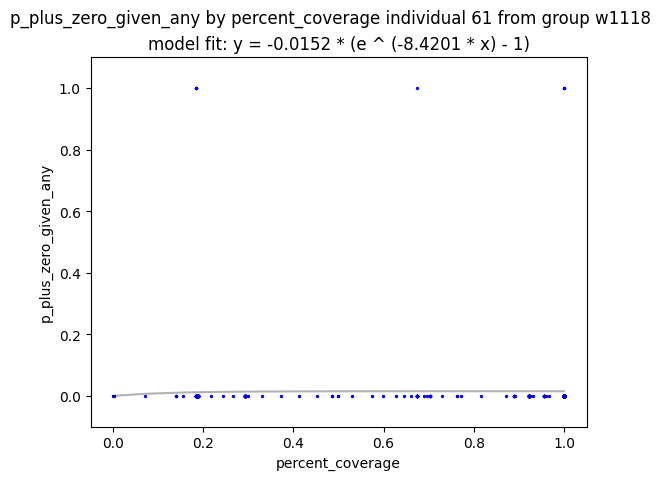 p_plus_zero_given_any by percent_coverage individual 61 from group w1118
model fit: y = -0.0152 * (e ^ (-8.4201 * x) - 1)
1.0
0.8
0.6
0.4
0.2
0.0
p_plus_zero_given_any
0.0 0.2 0.4 0.6 0.8 1.0
percent_coverage